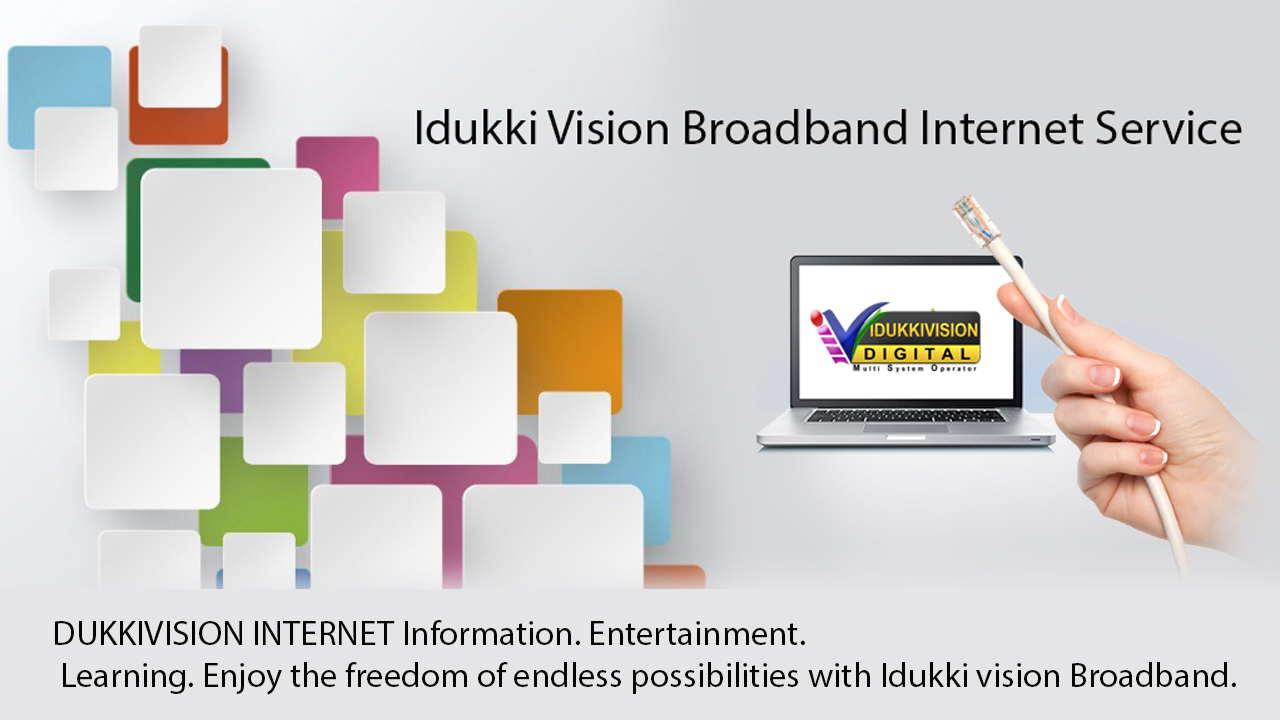 Idukki Vision Broadband Internet Service
IDUKKIVISION
DIGITAL
Multi System Operator
DUKKIVISION INTERNET Information. Entertainment.
Learning. Enjoy the freedom of endless possibilities with Idukki vision Broadband.